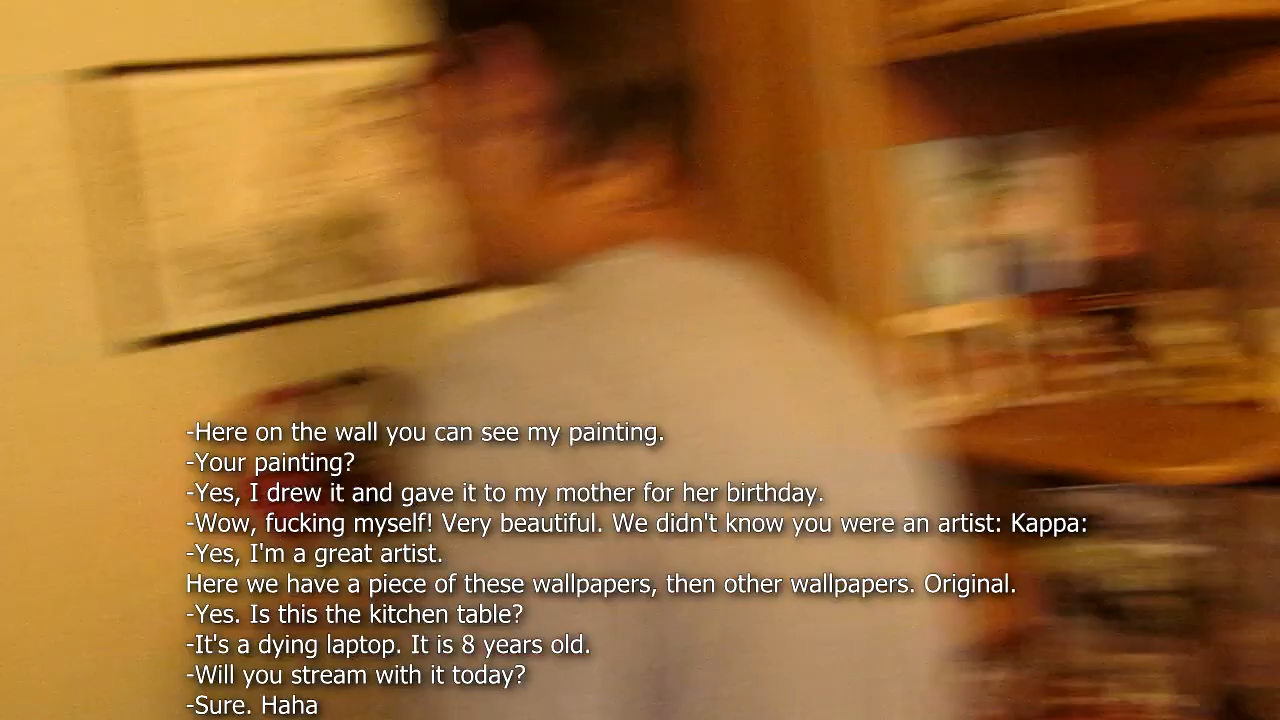 -Here on the wall you can see my painting.
-Your painting?
-Yes, I drew it and gave it to my mother for her birthday.
-Wow, fucking myself! Very beautiful. We didn't know you were an artist: Kappa:
-Yes, I'm a great artist.
Here we have a piece of these wallpapers, then other wallpapers. Original.
-Yes. Is this the kitchen table?
-It's a dying laptop. It is 8 years old.
-Will you stream with it today?
-Sure. Haha